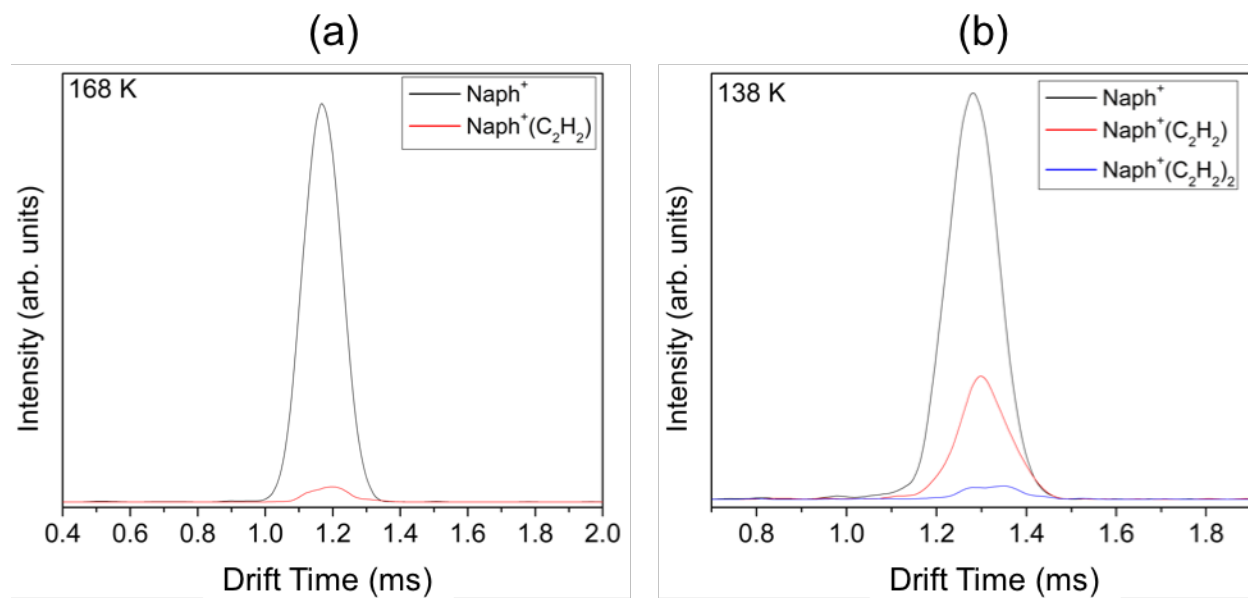 (a)
168 K
Naph⁺
Naph⁺(C₂H₂)
Intensity (arb. units)
0.4 0.6 0.8 1.0 1.2 1.4 1.6 1.8 2.0
Drift Time (ms)
(b)
138 K
Naph⁺
Naph⁺(C₂H₂)
Naph⁺(C₂H₂)₂
Intensity (arb. units)
0.8 1.0 1.2 1.4 1.6 1.8
Drift Time (ms)